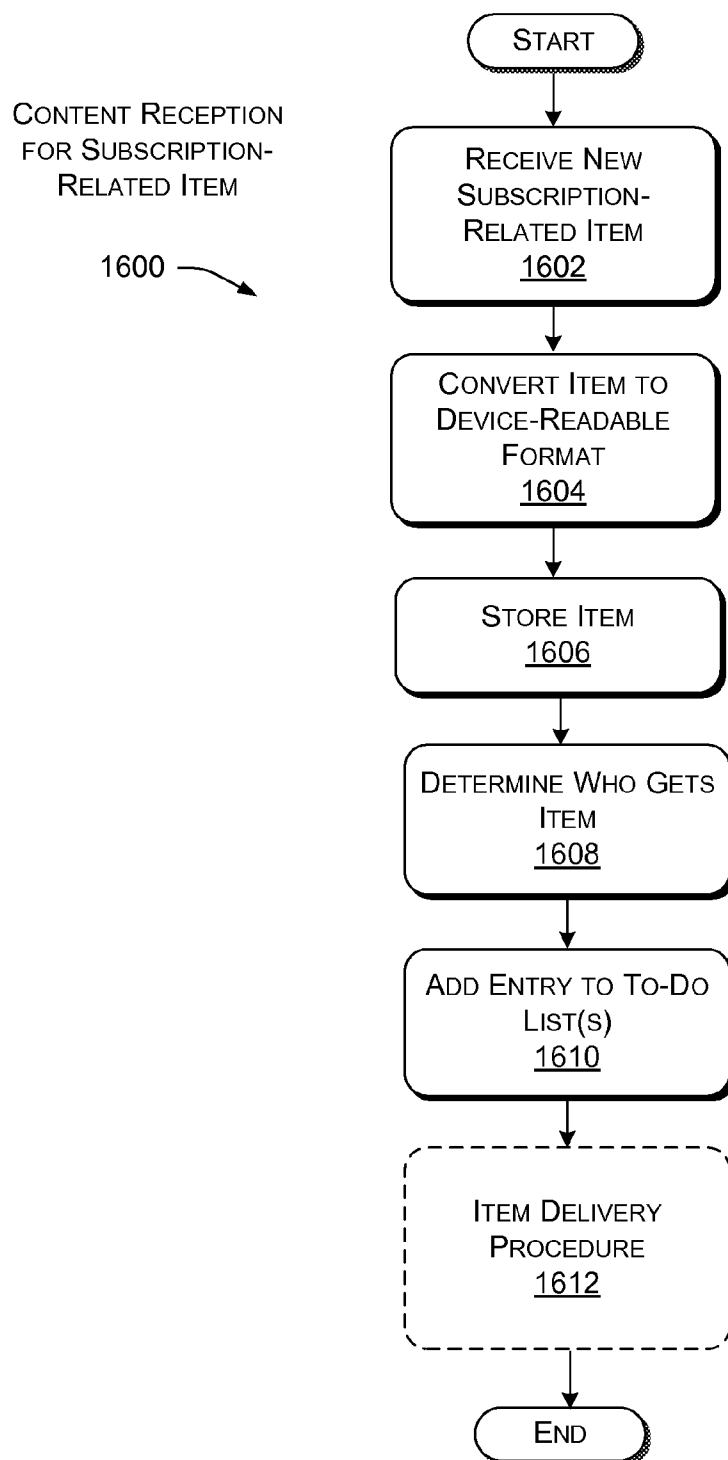 START
CONTENT RECEPTION
FOR SUBSCRIPTION-
RELATED ITEM
1600
RECEIVE NEW
SUBSCRIPTION-
RELATED ITEM
1602
CONVERT ITEM TO
DEVICE-READABLE
FORMAT
1604
STORE ITEM
1606
DETERMINE WHO GETS
ITEM
1608
ADD ENTRY TO TO-DO
LIST(S)
1610
ITEM DELIVERY
PROCEDURE
1612
END